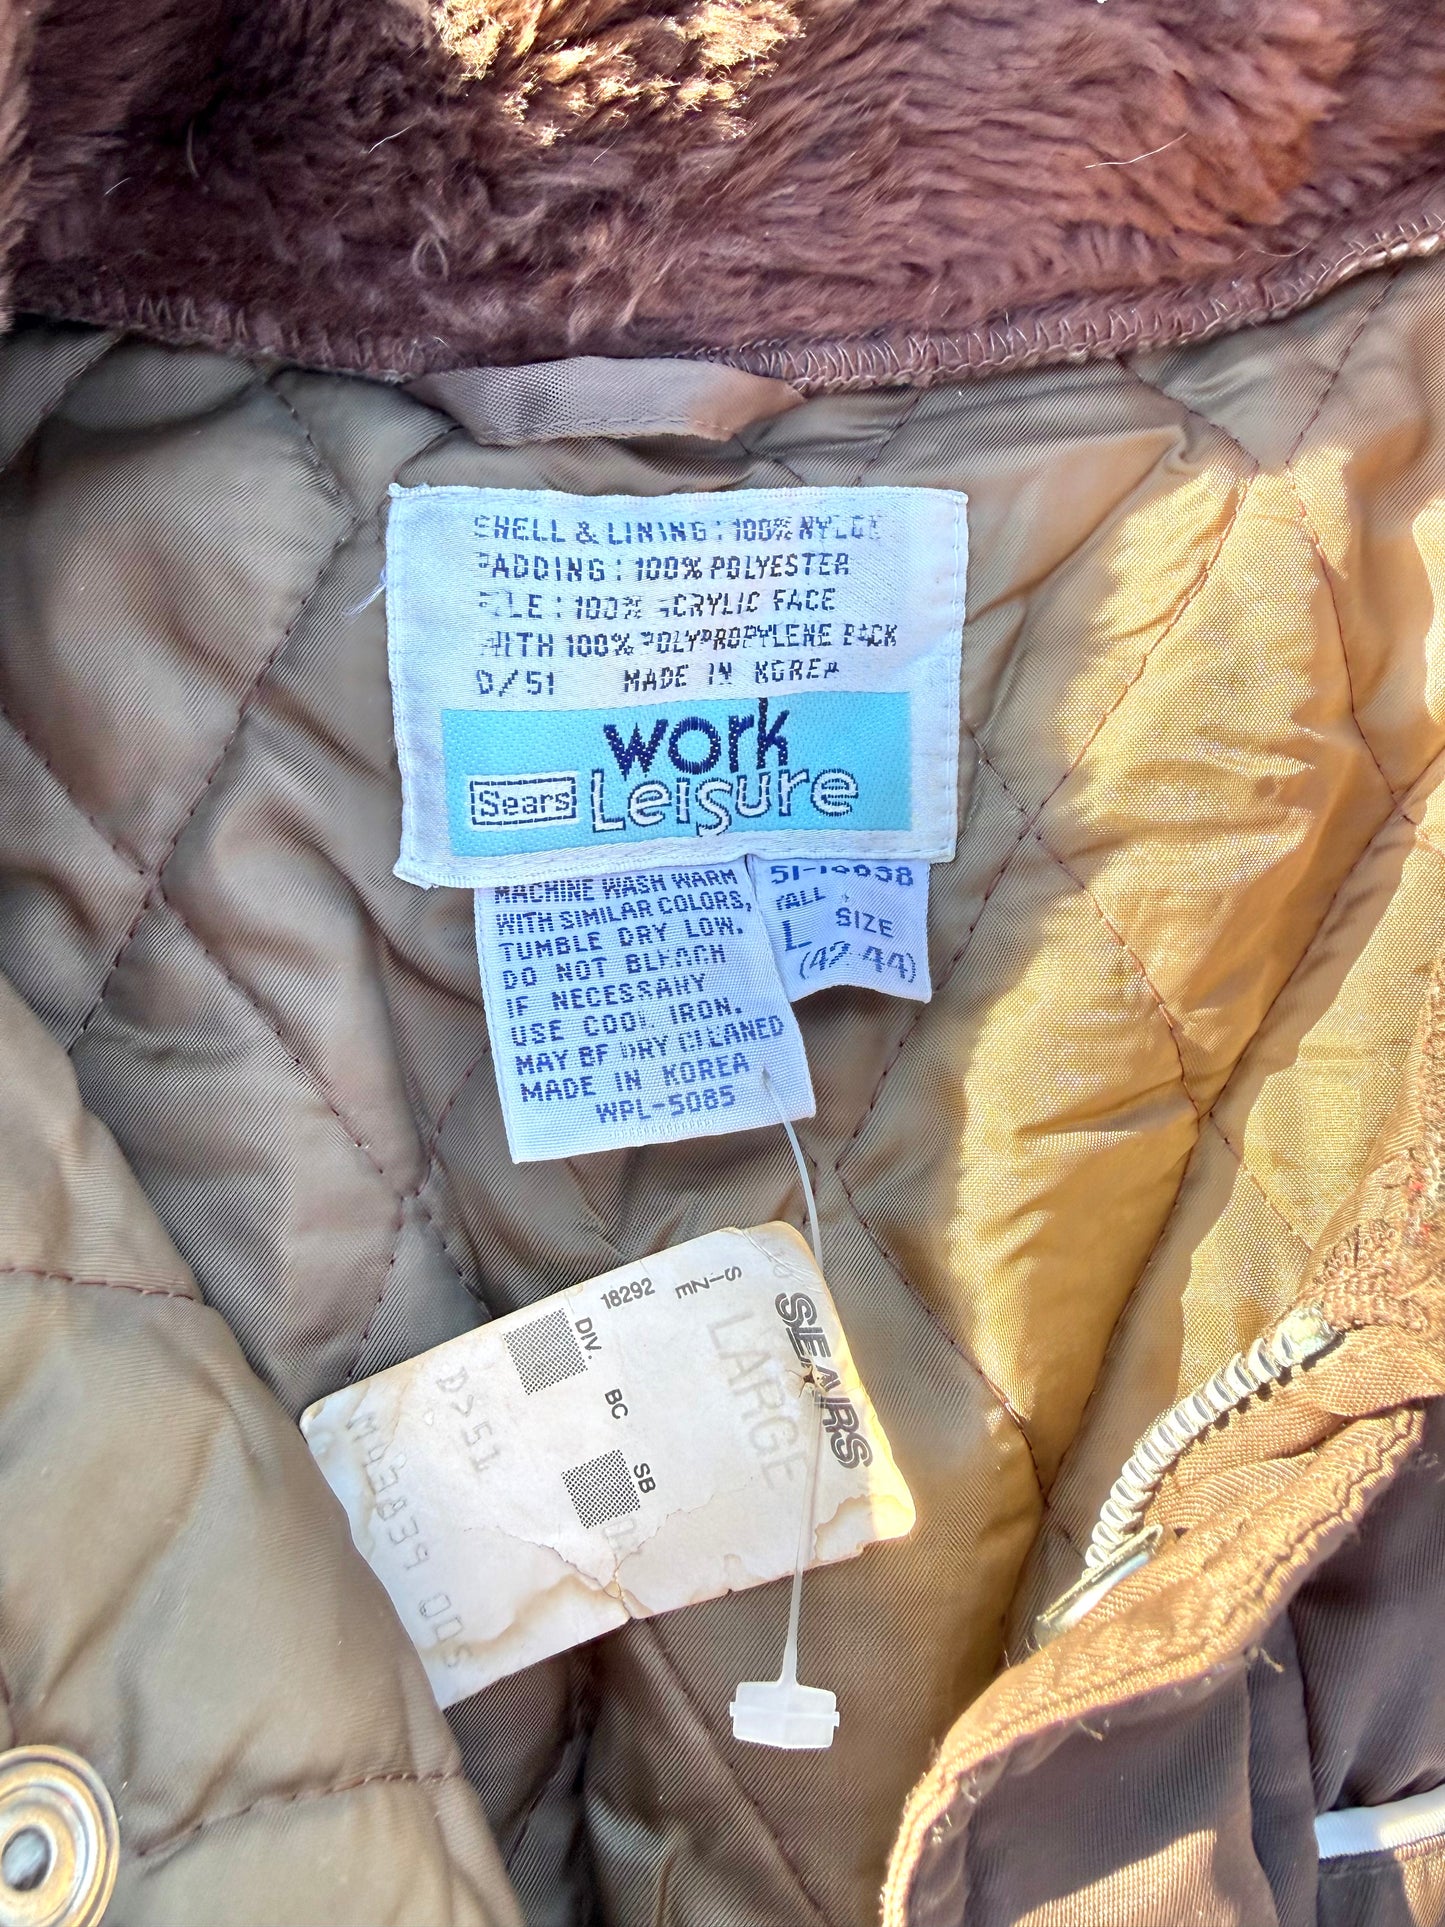 SHELL & LINING : 100% NYLON
PADDING : 100% POLYESTER
PILE : 100% ACRYLIC FACE
WITH 100% POLYPROPYLENE BACK
D/51 MADE IN KOREA
work
Sears Leisure
MACHINE WASH WARM
WITH SIMILAR COLORS,
TUMBLE DRY LOW.
DO NOT BLEACH
IF NECESSARY
USE COOL IRON.
MAY BE DRY CLEANED
MADE IN KOREA
WPL-5085
TALL
L SIZE
(42-44)
SEARS
SIZE
LARGE
18292
DIV.
BC
SB
D>51